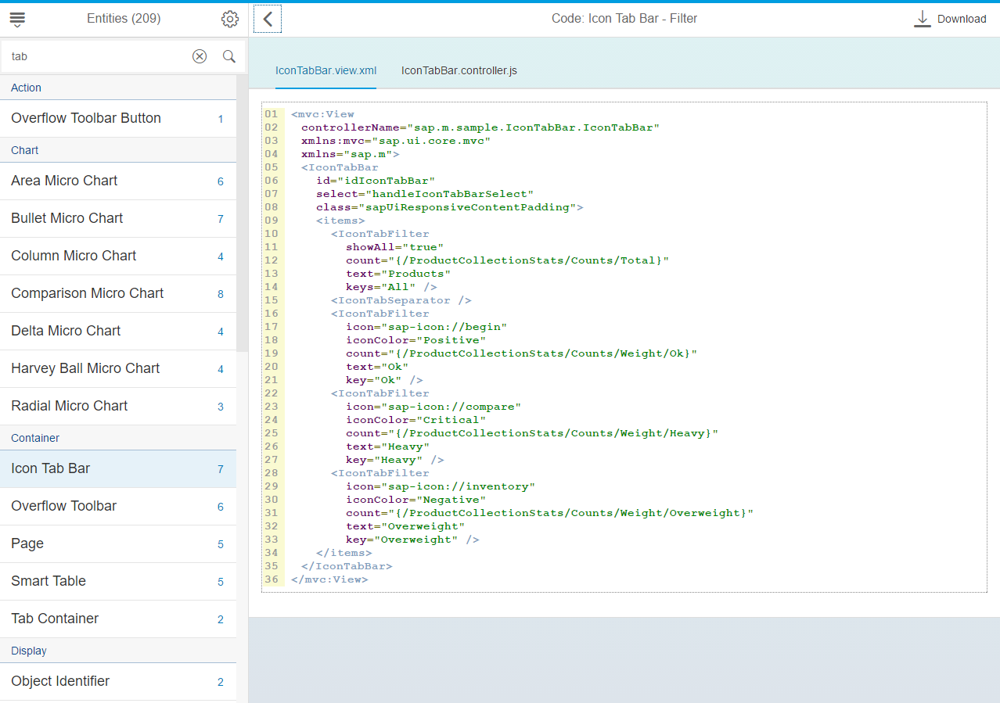 Entities (209)
tab
Action
Overflow Toolbar Button 1
Chart
Area Micro Chart 6
Bullet Micro Chart 7
Column Micro Chart 4
Comparison Micro Chart 8
Delta Micro Chart 4
Harvey Ball Micro Chart 4
Radial Micro Chart 3
Container
Icon Tab Bar 7
Overflow Toolbar 6
Page 5
Smart Table 5
Tab Container 2
Display
Object Identifier 2
Code: Icon Tab Bar - Filter
Download
IconTabBar.view.xml IconTabBar.controller.js
01 <mvc:View
02 controllerName="sap.m.sample.IconTabBar.IconTabBar"
03 xmlns:mvc="sap.ui.core.mvc"
04 xmlns="sap.m">
05 <IconTabBar
06 id="idIconTabBar"
07 select="handleIconTabBarSelect"
08 class="sapUiResponsiveContentPadding">
09 <items>
10 <IconTabFilter
11 showAll="true"
12 count="{/ProductCollectionStats/Counts/Total}"
13 text="Products"
14 keys="All" />
15 <IconTabSeparator />
16 <IconTabFilter
17 icon="sap-icon://begin"
18 iconColor="Positive"
19 count="{/ProductCollectionStats/Counts/Weight/Ok}"
20 text="Ok"
21 key="Ok" />
22 <IconTabFilter
23 icon="sap-icon://compare"
24 iconColor="Critical"
25 count="{/ProductCollectionStats/Counts/Weight/Heavy}"
26 text="Heavy"
27 key="Heavy" />
28 <IconTabFilter
29 icon="sap-icon://inventory"
30 iconColor="Negative"
31 count="{/ProductCollectionStats/Counts/Weight/Overweight}"
32 text="Overweight"
33 key="Overweight" />
34 </items>
35 </IconTabBar>
36 </mvc:View>